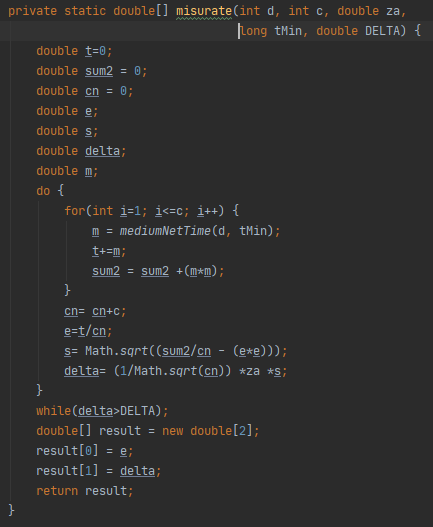 private static double[] misurate(int d, int c, double za,
long tMin, double DELTA) {
double t=0;
double sum2 = 0;
double cn = 0;
double e;
double s;
double delta;
double m;
do {
for(int i=1; i<=c; i++) {
m = mediumNetTime(d, tMin);
t+=m;
sum2 = sum2 +(m*m);
}
cn= cn+c;
e=t/cn;
s= Math.sqrt((sum2/cn - (e*e)));
delta= (1/Math.sqrt(cn)) *za *s;
}
while(delta>DELTA);
double[] result = new double[2];
result[0] = e;
result[1] = delta;
return result;
}